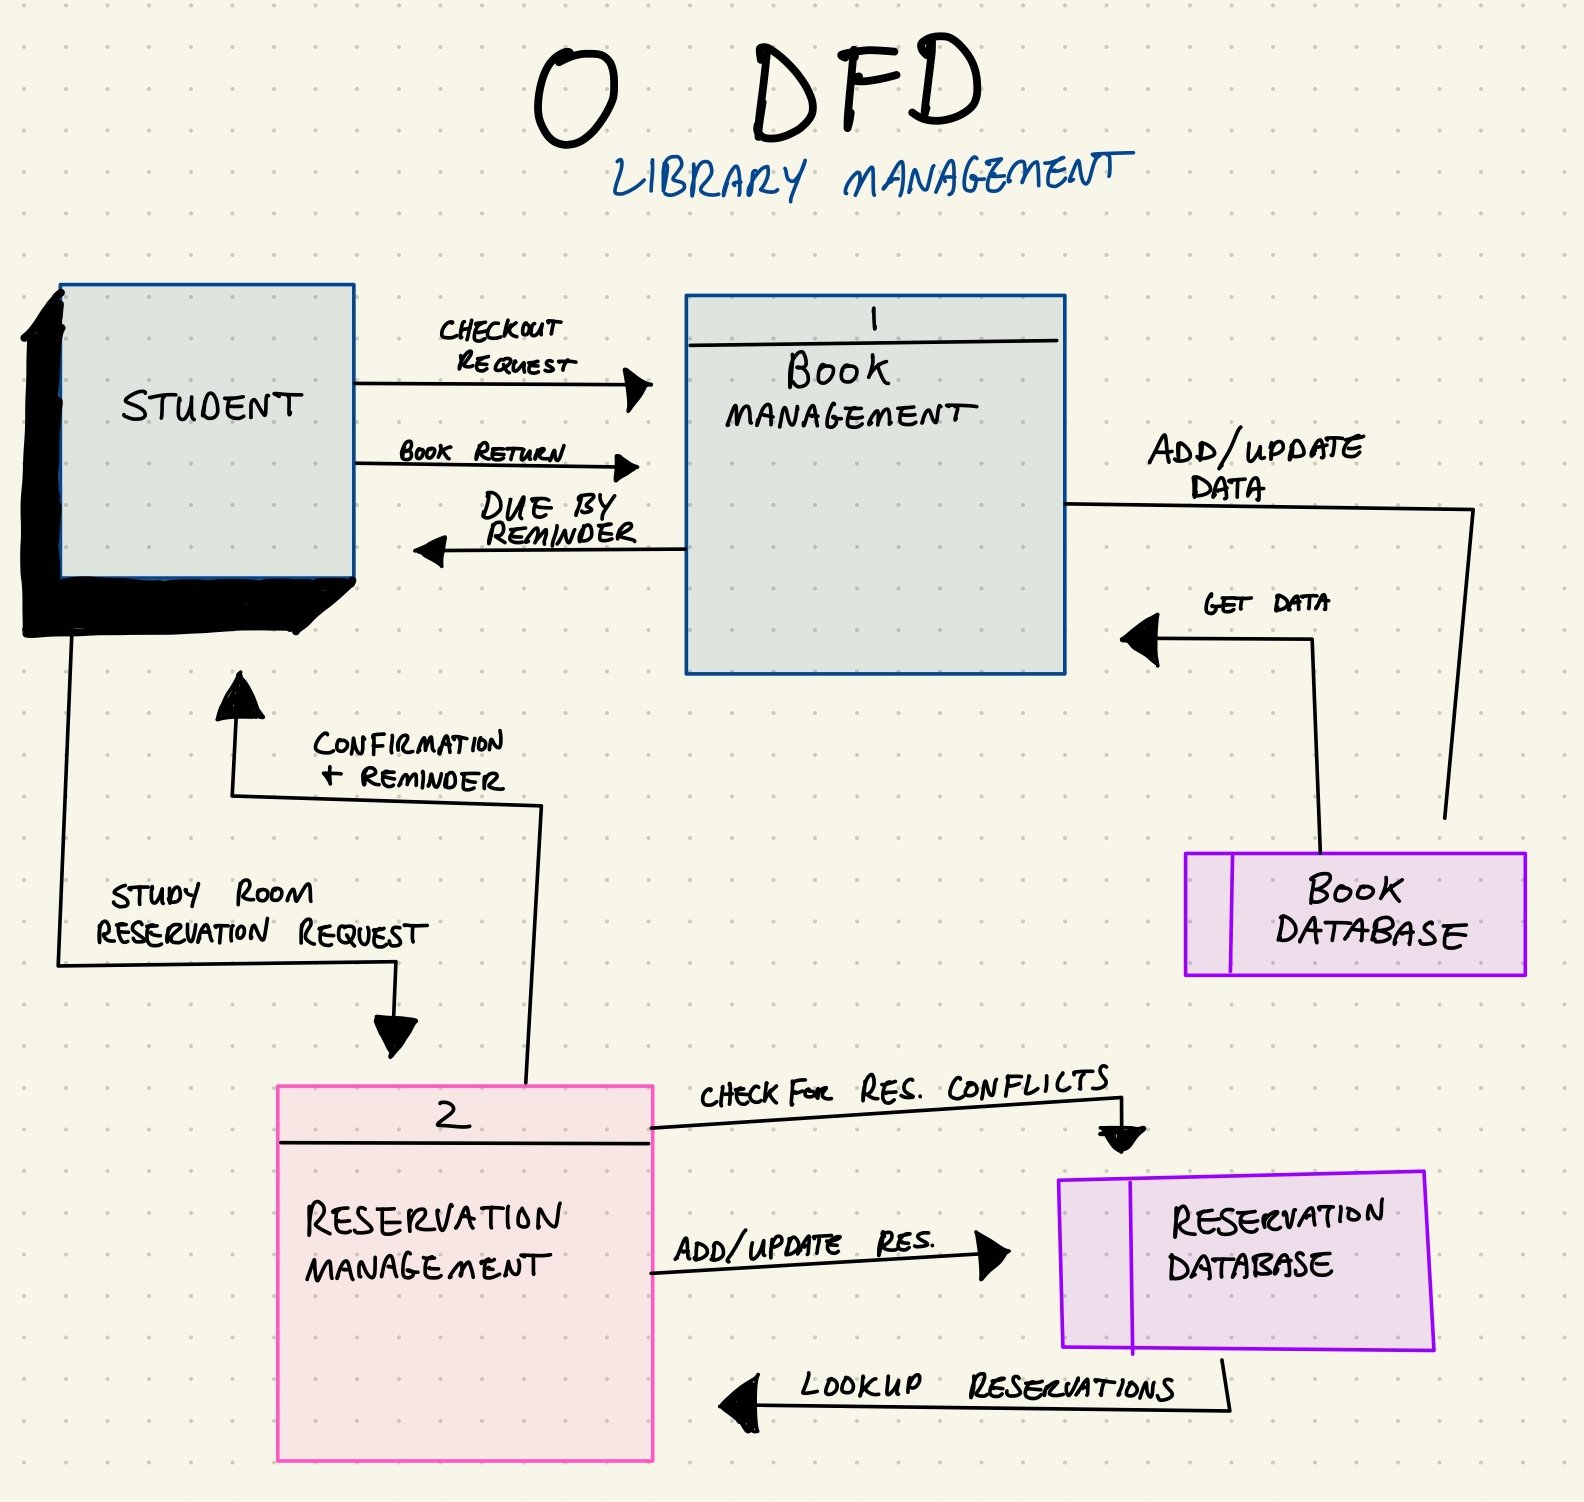 0 DFD
LIBRARY MANAGEMENT
STUDENT
CHECKOUT
REQUEST
BOOK RETURN
DUE BY
REMINDER
1
BOOK
MANAGEMENT
ADD/UPDATE
DATA
GET DATA
BOOK
DATABASE
CONFIRMATION
+ REMINDER
STUDY ROOM
RESERVATION REQUEST
2
RESERVATION
MANAGEMENT
CHECK FOR RES. CONFLICTS
ADD/UPDATE RES.
RESERVATION
DATABASE
LOOKUP RESERVATIONS